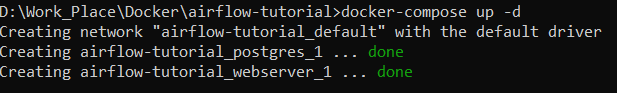 D:\Work_Place\Docker\airflow-tutorial>docker-compose up -d
Creating network "airflow-tutorial_default" with the default driver
Creating airflow-tutorial_postgres_1 ... done
Creating airflow-tutorial_webserver_1 ... done